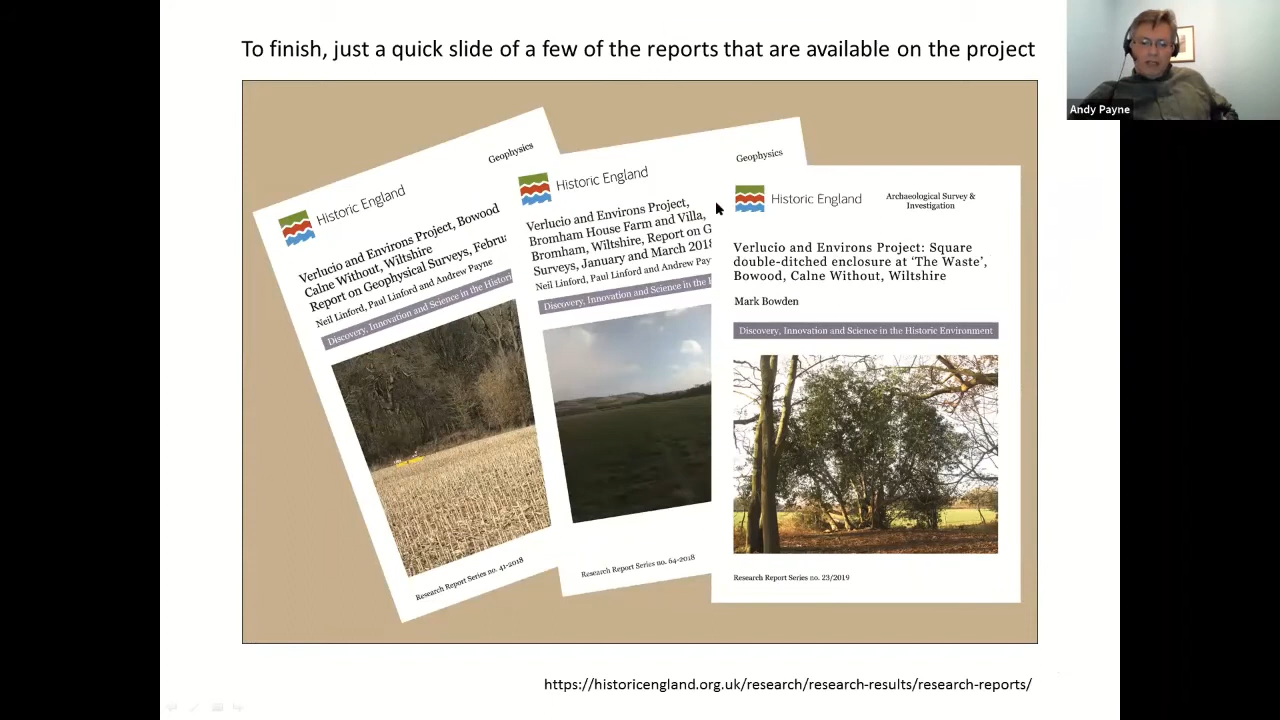 To finish, just a quick slide of a few of the reports that are available on the project
Andy Payne
Geophysics
Historic England
Verlucio and Environs Project, Bowood
Calne Without, Wiltshire
Report on Geophysical Surveys, Febru
Neil Linford, Paul Linford and Andrew Payne
Discovery, Innovation and Science in the Histori
Research Report Series no. 41-2018
Geophysics
Historic England
Verlucio and Environs Project,
Bromham House Farm and Villa,
Bromham, Wiltshire, Report on G
Surveys, January and March 2018
Neil Linford, Paul Linford and Andrew Pay
Discovery, Innovation and Science in the
Research Report Series no. 64-2018
Historic England
Archaeological Survey &
Investigation
Verlucio and Environs Project: Square
double-ditched enclosure at ‘The Waste’,
Bowood, Calne Without, Wiltshire
Mark Bowden
Discovery, Innovation and Science in the Historic Environment
Research Report Series no. 23/2019
https://historicengland.org.uk/research/research-results/research-reports/